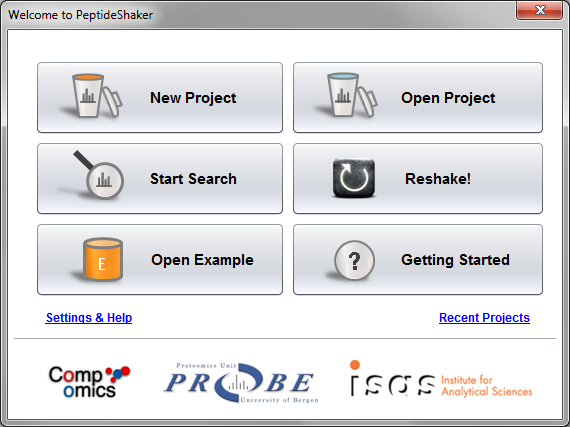 Welcome to PeptideShaker
New Project
Open Project
Start Search
Reshake!
E
Open Example
?
Getting Started
Settings & Help
Recent Projects
Comp
omics
Proteomics Unit
PROBE
University of Bergen
isas
Institute for
Analytical Sciences